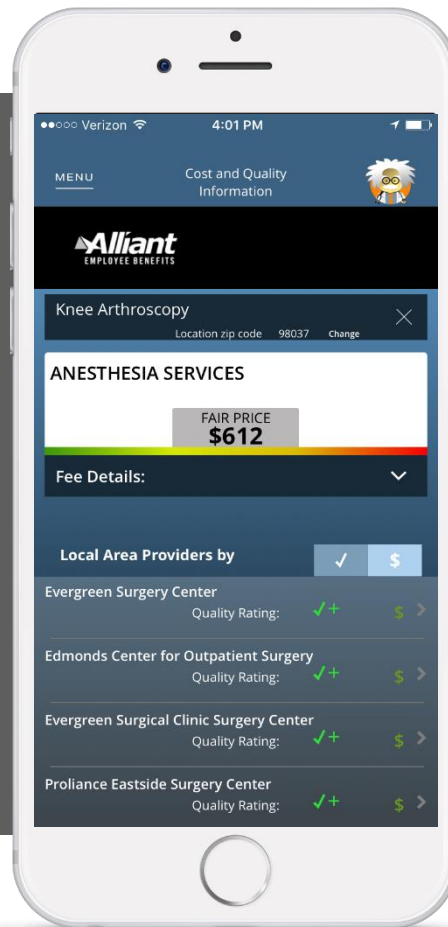 Verizon 4:01 PM
MENU
Cost and Quality
Information
Alliant
EMPLOYEE BENEFITS
Knee Arthroscopy
Location zip code 98037 Change
ANESTHESIA SERVICES
FAIR PRICE
$612
Fee Details:
Local Area Providers by
✓ $
Evergreen Surgery Center
Quality Rating: ✓+ $ >
Edmonds Center for Outpatient Surgery
Quality Rating: ✓+ $ >
Evergreen Surgical Clinic Surgery Center
Quality Rating: ✓+ $ >
Proliance Eastside Surgery Center
Quality Rating: ✓+ $ >